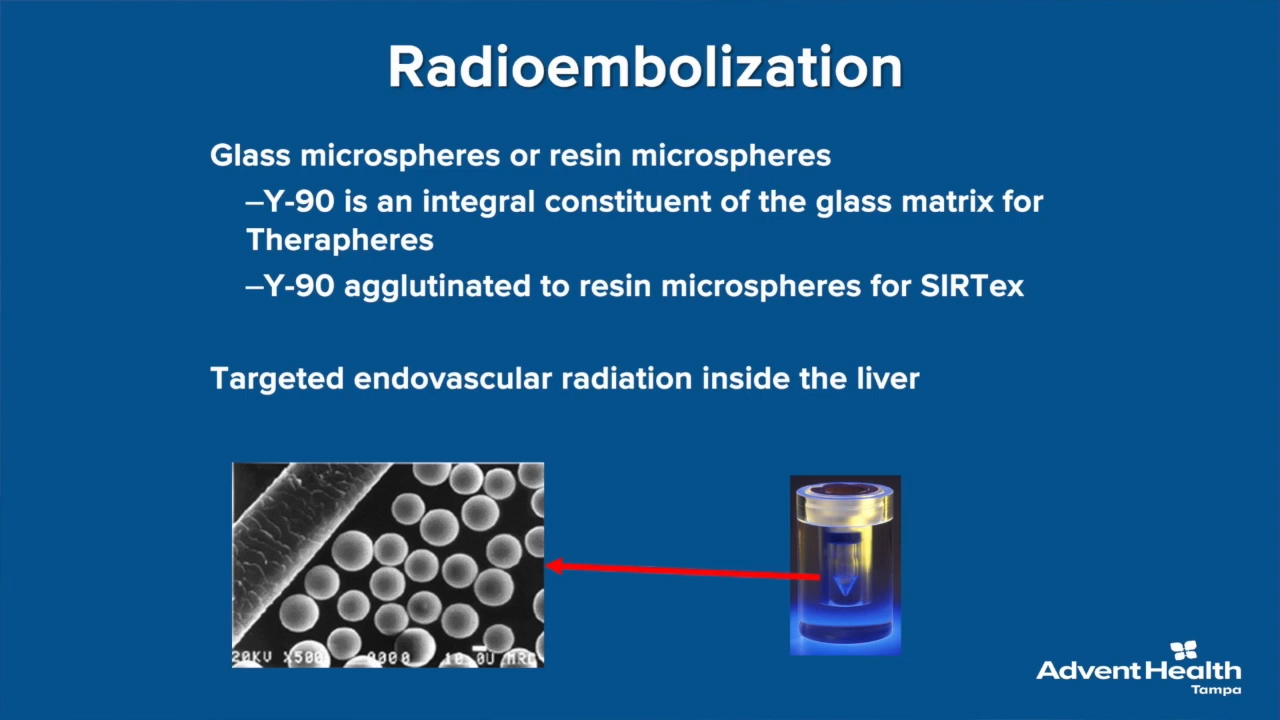 Radioembolization
Glass microspheres or resin microspheres
–Y-90 is an integral constituent of the glass matrix for
Therapheres
–Y-90 agglutinated to resin microspheres for SIRTex
Targeted endovascular radiation inside the liver
20KV X500 0000 10.0U MRC
AdventHealth
Tampa